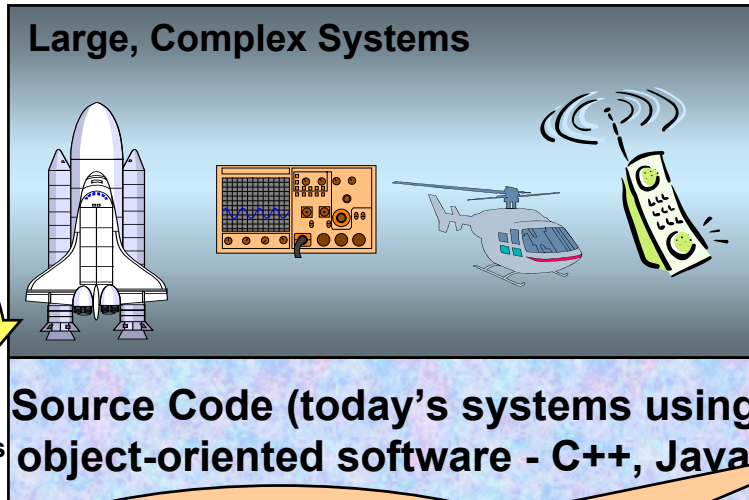 Large, Complex Systems
Source Code (today's systems using
s object-oriented software - C++, Java